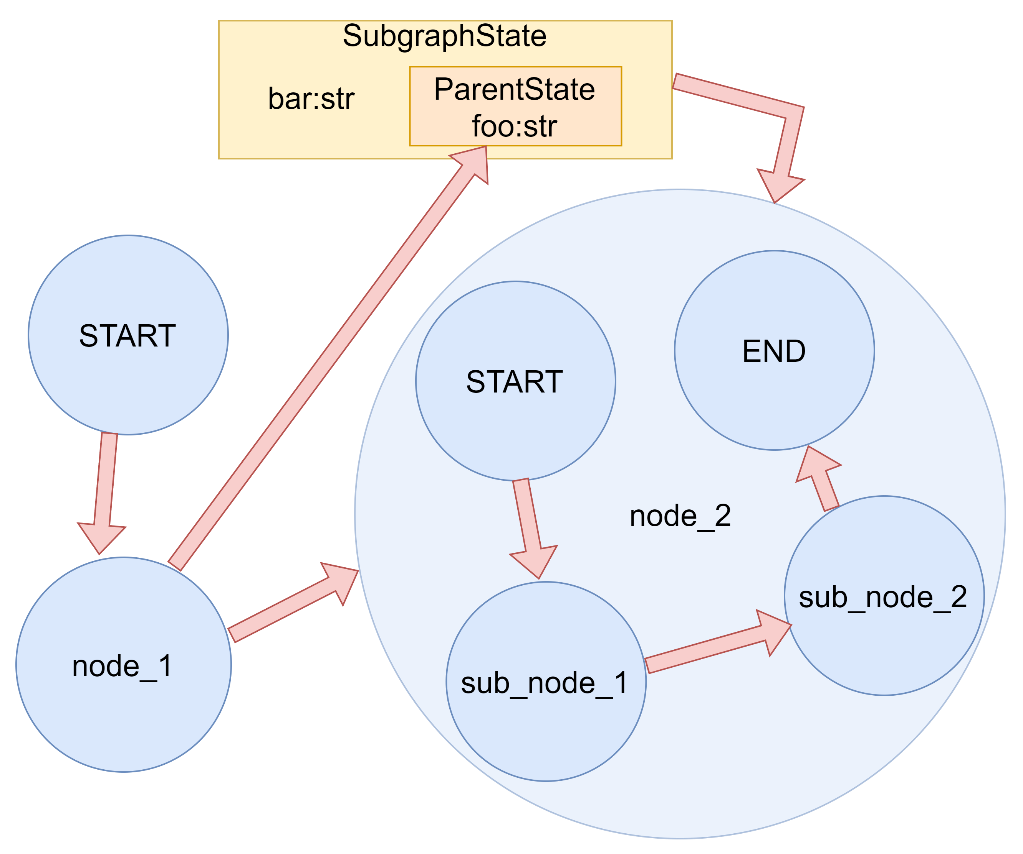 SubgraphState
bar:str
ParentState
foo:str
START
START
END
node_2
sub_node_2
node_1
sub_node_1